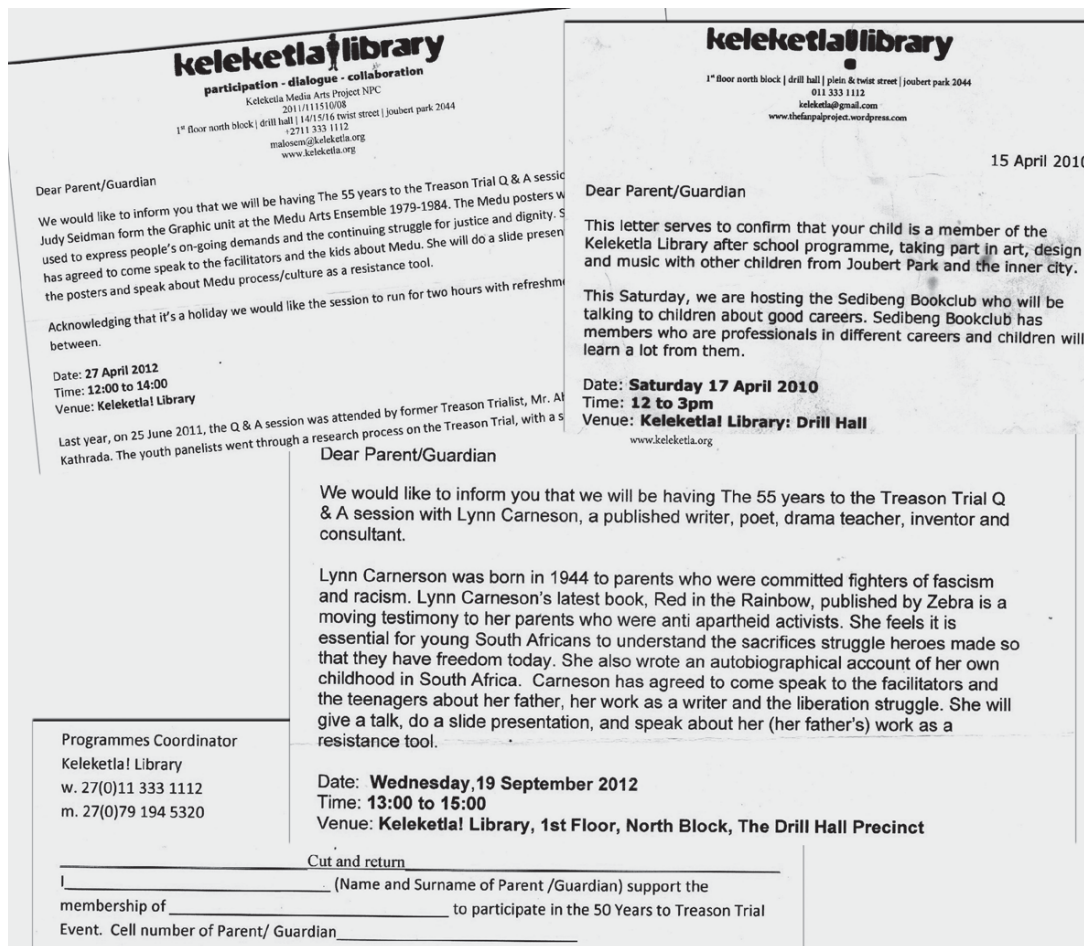 keleketla!library
participation - dialogue - collaboration
Keleketla Media Arts Project NPC
2011/111510/08
1st floor north block | drill hall | 14/15/16 twist street | joubert park 2044
+2711 333 1112
malosem@keleketla.org
www.keleketla.org
Dear Parent/Guardian
We would like to inform you that we will be having The 55 years to the Treason Trial Q & A
Judy Seidman form the Graphic unit at the Medu Arts Ensemble 1979-1984. The Medu posters
used to express people's on-going demands and the continuing struggle for justice and dignity.
has agreed to come speak to the facilitators and the kids about Medu. She will do a slide
the posters and speak about Medu process/culture as a resistance tool.
Acknowledging that it's a holiday we would like the session to run for two hours with
between.
Date: 27 April 2012
Time: 12:00 to 14:00
Venue: Keleketla! Library
Last year, on 25 June 2011, the Q & A session was attended by former Treason Trialist, Mr.
Kathrada. The youth panelists went through a research process on the Treason Trial, with a
keleketla!library
1st floor north block | drill hall | plein & twist street | joubert park 2044
011 333 1112
keleketla@gmail.com
www.thefanpalproject.wordpress.com
15 April 2010
Dear Parent/Guardian
This letter serves to confirm that your child is a member of the
Keleketla Library after school programme, taking part in art, design
and music with other children from Joubert Park and the inner city.
This Saturday, we are hosting the Sedibeng Bookclub who will be
talking to children about good careers. Sedibeng Bookclub has
members who are professionals in different careers and children will
learn a lot from them.
Date: Saturday 17 April 2010
Time: 12 to 3pm
Venue: Keleketla! Library: Drill Hall
www.keleketla.org
Dear Parent/Guardian
We would like to inform you that we will be having The 55 years to the Treason Trial Q
& A session with Lynn Carneson, a published writer, poet, drama teacher, inventor and
consultant.
Lynn Carnerson was born in 1944 to parents who were committed fighters of fascism
and racism. Lynn Carneson's latest book, Red in the Rainbow, published by Zebra is a
moving testimony to her parents who were anti apartheid activists. She feels it is
essential for young South Africans to understand the sacrifices struggle heroes made so
that they have freedom today. She also wrote an autobiographical account of her own
childhood in South Africa. Carneson has agreed to come speak to the facilitators and
the teenagers about her father, her work as a writer and the liberation struggle. She will
give a talk, do a slide presentation, and speak about her (her father's) work as a
resistance tool.
Date: Wednesday,19 September 2012
Time: 13:00 to 15:00
Venue: Keleketla! Library, 1st Floor, North Block, The Drill Hall Precinct
Programmes Coordinator
Keleketla! Library
w. 27(0)11 333 1112
m. 27(0)79 194 5320
Cut and return
I____________________ (Name and Surname of Parent /Guardian) support the
membership of ____________________ to participate in the 50 Years to Treason Trial
Event. Cell number of Parent/ Guardian____________________